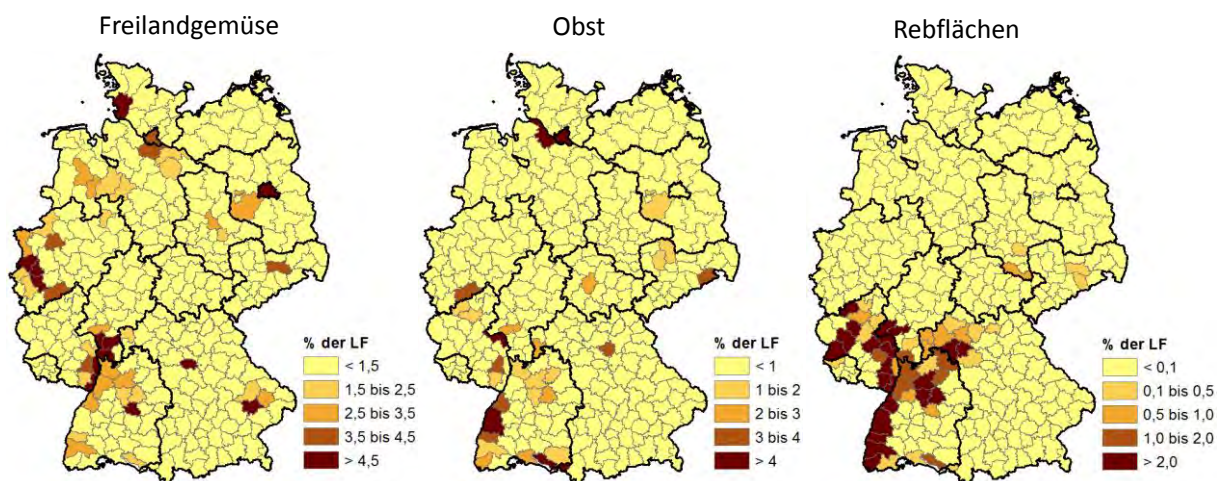 Freilandgemüse
Obst
Rebflächen
% der LF
< 1,5
1,5 bis 2,5
2,5 bis 3,5
3,5 bis 4,5
> 4,5
% der LF
< 1
1 bis 2
2 bis 3
3 bis 4
> 4
% der LF
< 0,1
0,1 bis 0,5
0,5 bis 1,0
1,0 bis 2,0
> 2,0